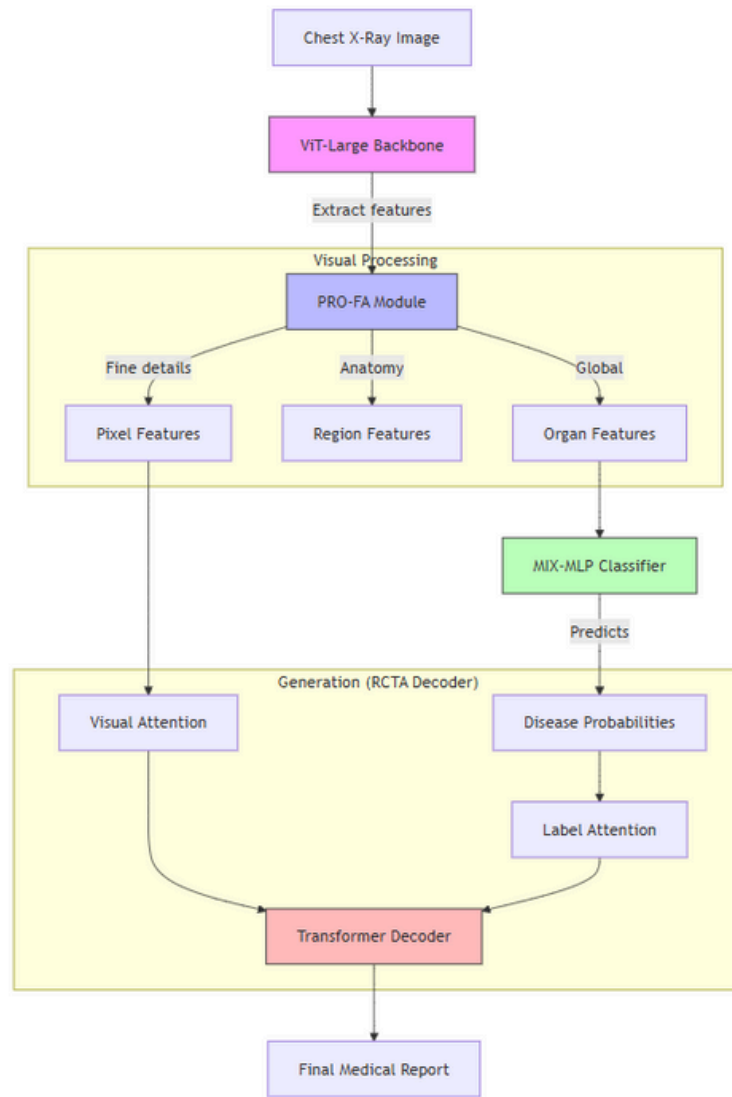 Chest X-Ray Image
ViT-Large Backbone
Extract features
Visual Processing
PRO-FA Module
Fine details
Anatomy
Global
Pixel Features
Region Features
Organ Features
MIX-MLP Classifier
Predicts
Generation (RCTA Decoder)
Visual Attention
Disease Probabilities
Label Attention
Transformer Decoder
Final Medical Report